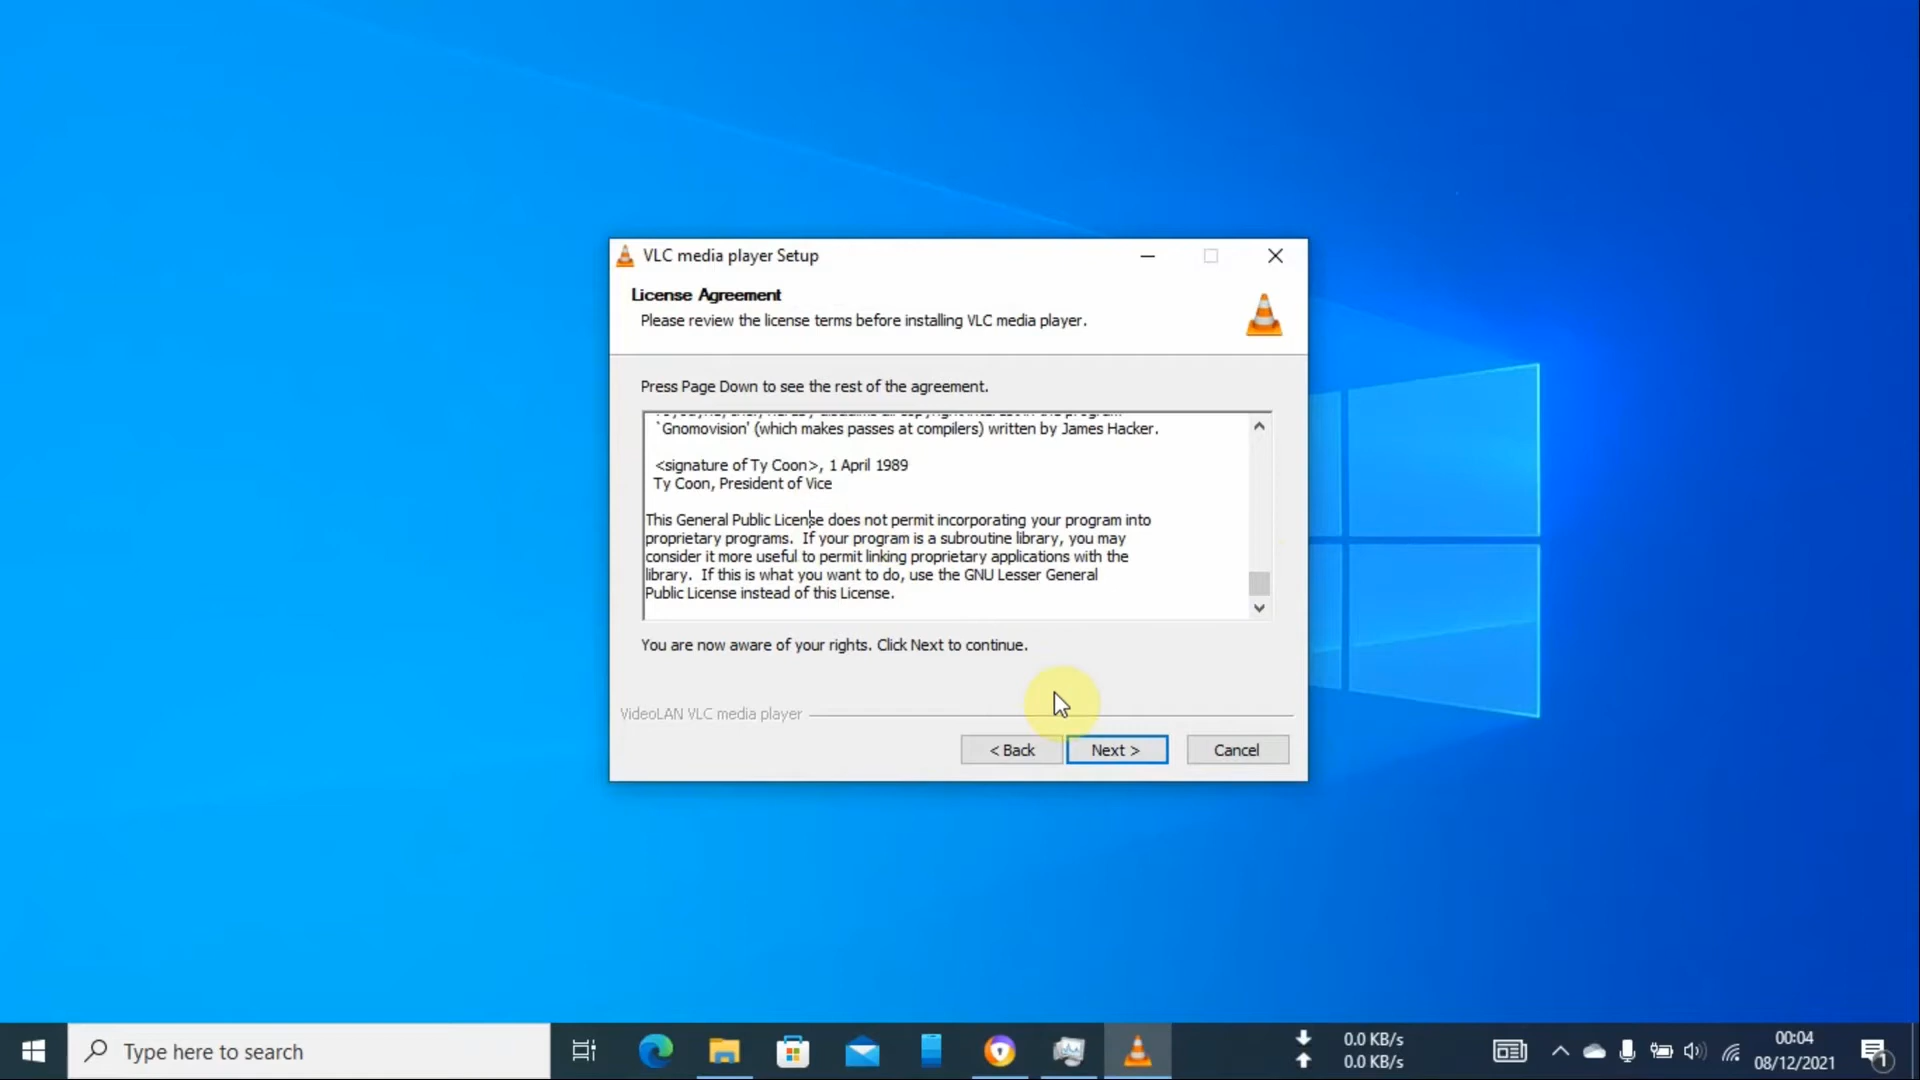 VLC media player Setup
License Agreement
Please review the license terms before installing VLC media player.
Press Page Down to see the rest of the agreement.
`Gnomovision' (which makes passes at compilers) written by James Hacker.
<signature of Ty Coon>, 1 April 1989
Ty Coon, President of Vice
This General Public License does not permit incorporating your program into
proprietary programs.  If your program is a subroutine library, you may
consider it more useful to permit linking proprietary applications with the
library.  If this is what you want to do, use the GNU Lesser General
Public License instead of this License.
You are now aware of your rights. Click Next to continue.
VideoLAN VLC media player
< Back
Next >
Cancel
Type here to search
0.0 KB/s
0.0 KB/s
00:04
08/12/2021
1